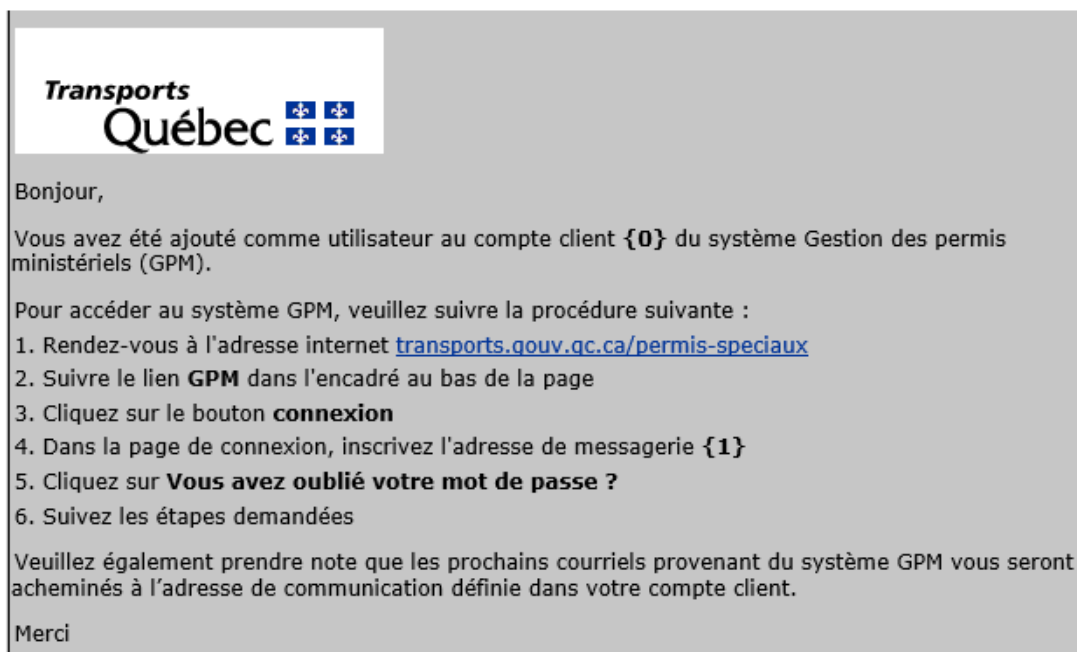 Transports
Québec
Bonjour,
Vous avez été ajouté comme utilisateur au compte client {0} du système Gestion des permis
ministériels (GPM).
Pour accéder au système GPM, veuillez suivre la procédure suivante :
1. Rendez-vous à l'adresse internet transports.gouv.qc.ca/permis-speciaux
2. Suivre le lien GPM dans l'encadré au bas de la page
3. Cliquez sur le bouton connexion
4. Dans la page de connexion, inscrivez l'adresse de messagerie {1}
5. Cliquez sur Vous avez oublié votre mot de passe ?
6. Suivez les étapes demandées
Veuillez également prendre note que les prochains courriels provenant du système GPM vous seront
acheminés à l’adresse de communication définie dans votre compte client.
Merci